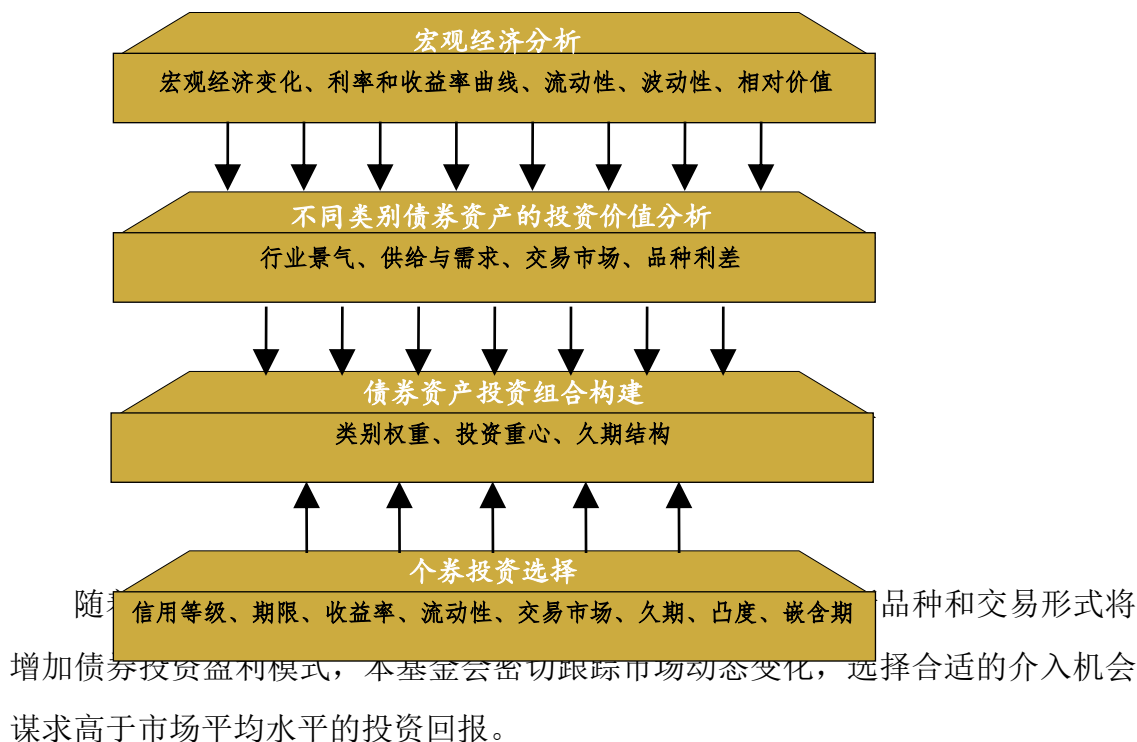 宏观经济分析
宏观经济变化、利率和收益率曲线、流动性、波动性、相对价值
不同类别债券资产的投资价值分析
行业景气、供给与需求、交易市场、品种利差
债券资产投资组合构建
类别权重、投资重心、久期结构
个券投资选择
信用等级、期限、收益率、流动性、交易市场、久期、凸度、嵌含期
随 品种和交易形式将
增加债券投资盈利模式，本基金会密切跟踪市场动态变化，选择合适的介入机会
谋求高于市场平均水平的投资回报。